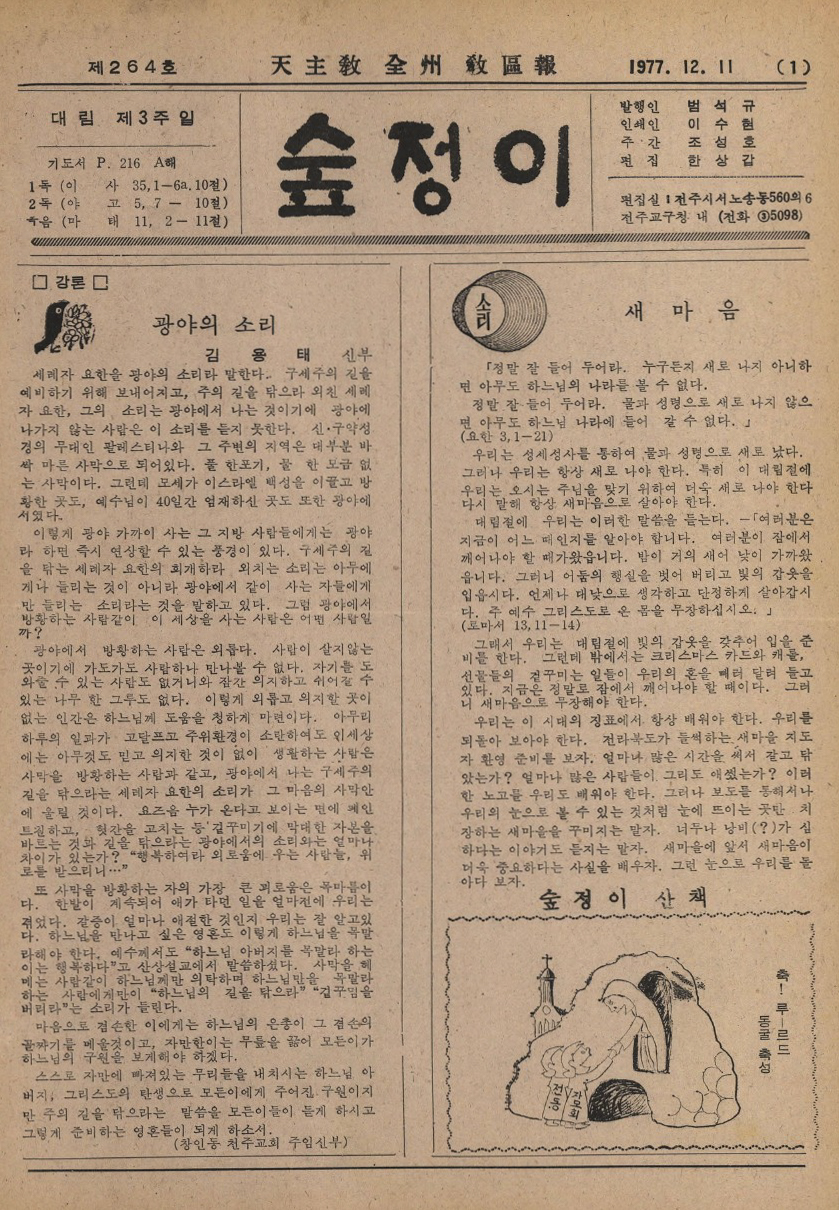 제264호
天主敎 全州 敎區報
1977. 12. 11
(1)
대림 제3주일
기도서 P. 216 A해
1독 (이 사 35,1—6a,10절)
2독 (야 고 5, 7 — 10절)
복음 (마 태 11, 2 — 11절)
숲정이
발행인 범석규
인쇄인 이수현
주 간 조성호
편 집 한상갑
편집실 : 전주시서노송동560의6
전주교구청 내 (전화 ③5098)
□ 강론 □
광야의 소리
김 용 태 신부
세례자 요한을 광야의 소리라 말한다. 구세주의 길을
예비하기 위해 보내어지고, 주의 길을 닦으라 외친 세례
자 요한, 그의 소리는 광야에서 나는 것이기에 광야에
나가지 않는 사람은 이 소리를 듣지 못한다. 신·구약성
경의 무대인 팔레스티나와 그 주변의 지역은 대부분 바
싹 마른 사막으로 되어있다. 풀 한포기, 물 한 모금 없
는 사막이다. 그런데 모세가 이스라엘 백성을 이끌고 방
황한 곳도, 예수님이 40일간 엄재하신 곳도 또한 광야에
서였다.
이렇게 광야 가까이 사는 그 지방 사람들에게는 광야
라 하면 즉시 연상할 수 있는 풍경이 있다. 구세주의 길
을 닦는 세례자 요한의 회개하라 외치는 소리는 아무에
게나 들리는 것이 아니라 광야에서 같이 사는 자들에게
만 들리는 소리라는 것을 말하고 있다. 그럼 광야에서
방황하는 사람같이 이 세상을 사는 사람은 어떤 사람일
까?
광야에서 방황하는 사람은 외롭다. 사람이 살지않는
곳이기에 가도가도 사람하나 만나볼 수 없다. 자기를 도
와줄 수 있는 사람도 없거니와 잠깐 의지하고 쉬어갈 수
있는 나무 한 그루도 없다. 이렇게 외롭고 의지할 곳이
없는 인간은 하느님께 도움을 청하게 마련이다. 아무리
하루의 일과가 고달프고 주위환경이 소란하여도 이세상
에는 아무것도 믿고 의지한 것이 없이 생활하는 사람은
사막을 방황하는 사람과 같고, 광야에서 나는 구세주의
길을 닦으라는 세례자 요한의 소리가 그 마음의 사막안
에 울릴 것이다. 요즈음 누가 온다고 보이는 면에 페인
트질하고, 헛간을 고치는 등 겉꾸미기에 막대한 자본을
바르는 것과 길을 닦으라는 광야에서의 소리와는 얼마나
차이가 있는가? “행복하여라 외로움에 우는 사람들, 위
로를 받으리니…”
또 사막을 방황하는 자의 가장 큰 괴로움은 목마름이
다. 한발이 계속되어 애가 타던 일을 얼마전에 우리는
겪었다. 갈증이 얼마나 애절한 것인지 우리는 잘 알고있
다. 하느님을 만나고 싶은 영혼도 이렇게 하느님을 목말
라해야 한다. 예수께서도 “하느님 아버지를 목말라 하는
이는 행복하다”고 산상설교에서 말씀하셨다. 사막을 헤
메는 사람같이 하느님께만 의탁하며 하느님만을 목말라
하는 사람에게만이 “하느님의 길을 닦으라” “겉꾸밈을
버리라”는 소리가 들린다.
마음으로 겸손한 이에게는 하느님의 은총이 그 겸손의
골짜기를 메울것이고, 자만한이는 무릎을 꿇어 모든이가
하느님의 구원을 보게해야 하겠다.
스스로 자만에 빠져있는 무리들을 내치시는 하느님 아
버지, 그리스도의 탄생으로 모든이에게 주어진 구원이지
만 주의 길을 닦으라는 말씀을 모든이들이 듣게 하시고
그렇게 준비하는 영혼들이 되게 하소서.
(창인동 천주교회 주임신부)
소리
새 마 음
「정말 잘 들어 두어라. 누구든지 새로 나지 아니하
면 아무도 하느님의 나라를 볼 수 없다.
정말 잘 들어 두어라. 물과 성령으로 새로 나지 않으
면 아무도 하느님 나라에 들어 갈 수 없다.」
(요한 3,1—21)
우리는 성세성사를 통하여 물과 성령으로 새로 났다.
그러나 우리는 항상 새로 나야 한다. 특히 이 대림절에
우리는 오시는 주님을 맞기 위하여 더욱 새로 나야 한다
다시 말해 항상 새마음으로 살아야 한다.
대림절에 우리는 이러한 말씀을 듣는다. —「여러분은
지금이 어느 때인지를 알아야 합니다. 여러분이 잠에서
깨어나야 할 때가왔읍니다. 밤이 거의 새어 낮이 가까왔
읍니다. 그러니 어둠의 행실을 벗어 버리고 빛의 갑옷을
입읍시다. 언제나 대낮으로 생각하고 단정하게 살아갑시
다. 주 예수 그리스도로 온 몸을 무장하십시오.」
(로마서 13,11—14)
그래서 우리는 대림절에 빛의 갑옷을 갖추어 입을 준
비를 한다. 그런데 밖에서는 크리스마스 카드와 캐롤,
선물들의 겉꾸미는 일들이 우리의 혼을 빼려 덜려 들고
있다. 지금은 정말로 잠에서 깨어나야 할 때이다. 그러
니 새마음으로 무장해야 한다.
우리는 이 시대의 징표에서 항상 배워야 한다. 우리를
되돌아 보아야 한다. 전라북도가 들썩하는 새마을 지도
자 환영 준비를 보자. 얼마나 많은 시간을 써서 갈고 닦
았는가? 얼마나 많은 사람들이 그리도 애썼는가? 이러
한 노고를 우리도 배워야 한다. 그러나 보도를 통해서나
우리의 눈으로 볼 수 있는 것처럼 눈에 뜨이는 곳만 치
장하는 새마을을 꾸미지는 말자. 너무나 낭비(?)가 심
하다는 이야기도 듣지는 말자. 새마을에 앞서 새마음이
더욱 중요하다는 사실을 배우자. 그런 눈으로 우리를 돌
아다 보자.
숲정이 산책
축! 루—르드
동굴 축성
전동
자모회